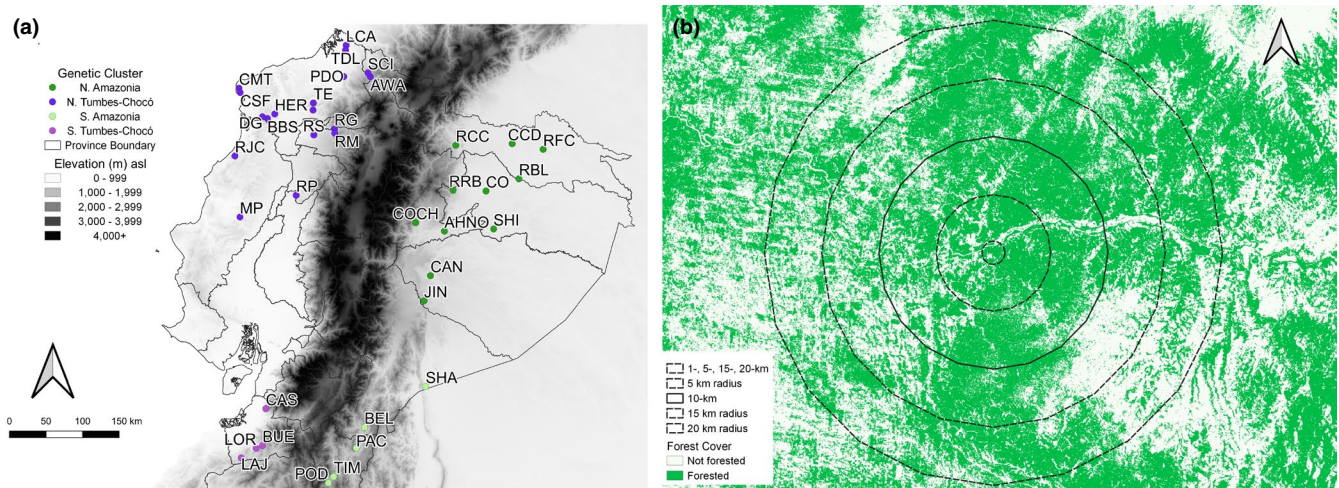 (a)
Genetic Cluster
N. Amazonia
N. Tumbes-Chocó
S. Amazonia
S. Tumbes-Chocó
Province Boundary
Elevation (m) asl
0 - 999
1,000 - 1,999
2,000 - 2,999
3,000 - 3,999
4,000+
0 50 100 150 km
LCA
TDL
SCI
PDO
AWA
CMT
TE
CSF
HER
DG
BBS
RS
RG
RM
RJC
RCC
CCD
RFC
RBL
RP
RRB
CO
MP
COCH
AHNO
SHI
CAN
JIN
SHA
CAS
BEL
LOR
BUE
PAC
LAJ
POD
TIM
(b)
1-, 5-, 15-, 20-km
5 km radius
10-km
15 km radius
20 km radius
Forest Cover
Not forested
Forested